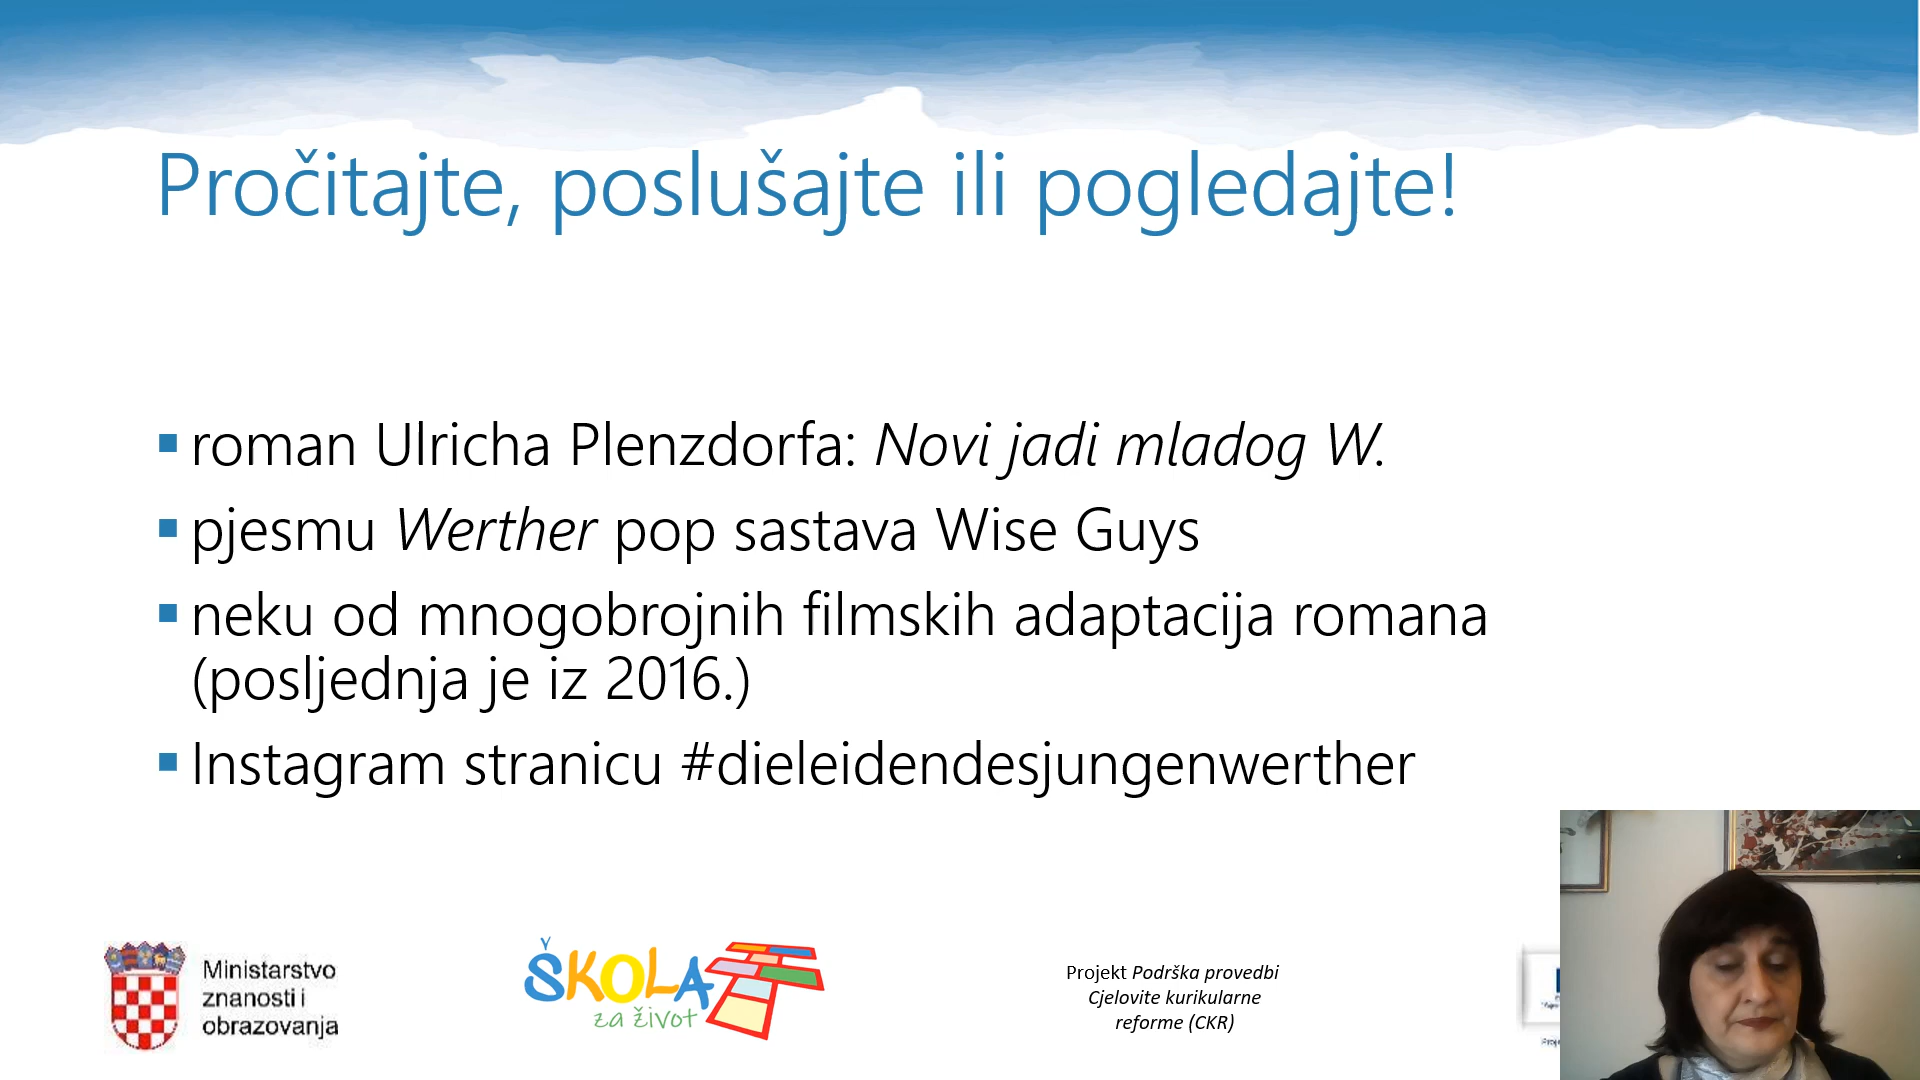 Pročitajte, poslušajte ili pogledajte!
▪ roman Ulricha Plenzdorfa: Novi jadi mladog W.
▪ pjesmu Werther pop sastava Wise Guys
▪ neku od mnogobrojnih filmskih adaptacija romana
(posljednja je iz 2016.)
▪ Instagram stranicu #dieleidendesjungenwerther
Ministarstvo
znanosti i
obrazovanja
ŠKOLA
za život
Projekt Podrška provedbi
Cjelovite kurikularne
reforme (CKR)